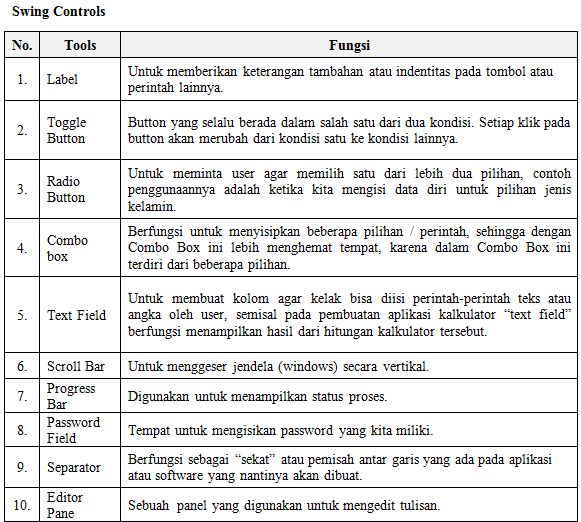 Swing Controls
No. Tools Fungsi
1. Label Untuk memberikan keterangan tambahan atau indentitas pada tombol atau
perintah lainnya.
2. Toggle Button Button yang selalu berada dalam salah satu dari dua kondisi. Setiap klik pada
button akan merubah dari kondisi satu ke kondisi lainnya.
3. Radio Button Untuk meminta user agar memilih satu dari lebih dua pilihan, contoh
penggunaannya adalah ketika kita mengisi data diri untuk pilihan jenis
kelamin.
4. Combo box Berfungsi untuk menyisipkan beberapa pilihan / perintah, sehingga dengan
Combo Box ini lebih menghemat tempat, karena dalam Combo Box ini
terdiri dari beberapa pilihan.
5. Text Field Untuk membuat kolom agar kelak bisa diisi perintah-perintah teks atau
angka oleh user, semisal pada pembuatan aplikasi kalkulator “text field”
berfungsi menampilkan hasil dari hitungan kalkulator tersebut.
6. Scroll Bar Untuk menggeser jendela (windows) secara vertikal.
7. Progress Bar Digunakan untuk menampilkan status proses.
8. Password Field Tempat untuk mengisikan password yang kita miliki.
9. Separator Berfungsi sebagai “sekat” atau pemisah antar garis yang ada pada aplikasi
atau software yang nantinya akan dibuat.
10. Editor Pane Sebuah panel yang digunakan untuk mengedit tulisan.